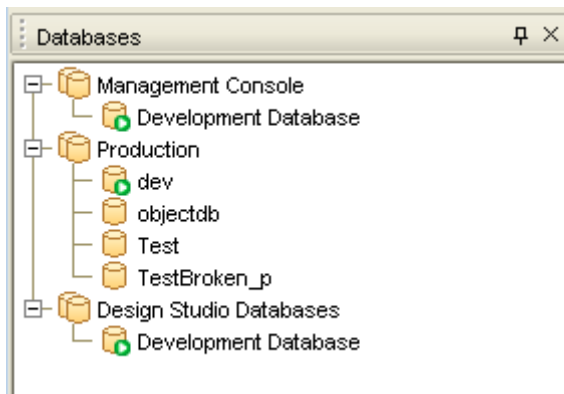 Databases
Management Console
Development Database
Production
dev
objectdb
Test
TestBroken_p
Design Studio Databases
Development Database